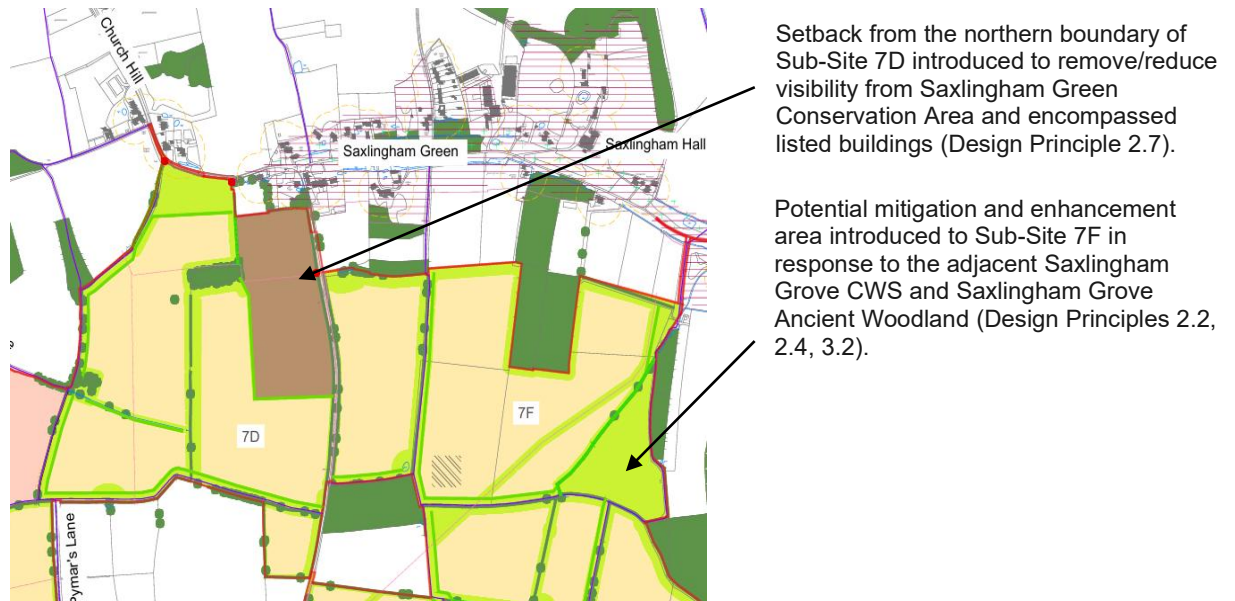 Church Hill
Saxlingham Green
Saxlingham Hall
7D
7F
Pymar's Lane
Setback from the northern boundary of
Sub-Site 7D introduced to remove/reduce
visibility from Saxlingham Green
Conservation Area and encompassed
listed buildings (Design Principle 2.7).
Potential mitigation and enhancement
area introduced to Sub-Site 7F in
response to the adjacent Saxlingham
Grove CWS and Saxlingham Grove
Ancient Woodland (Design Principles 2.2,
2.4, 3.2).